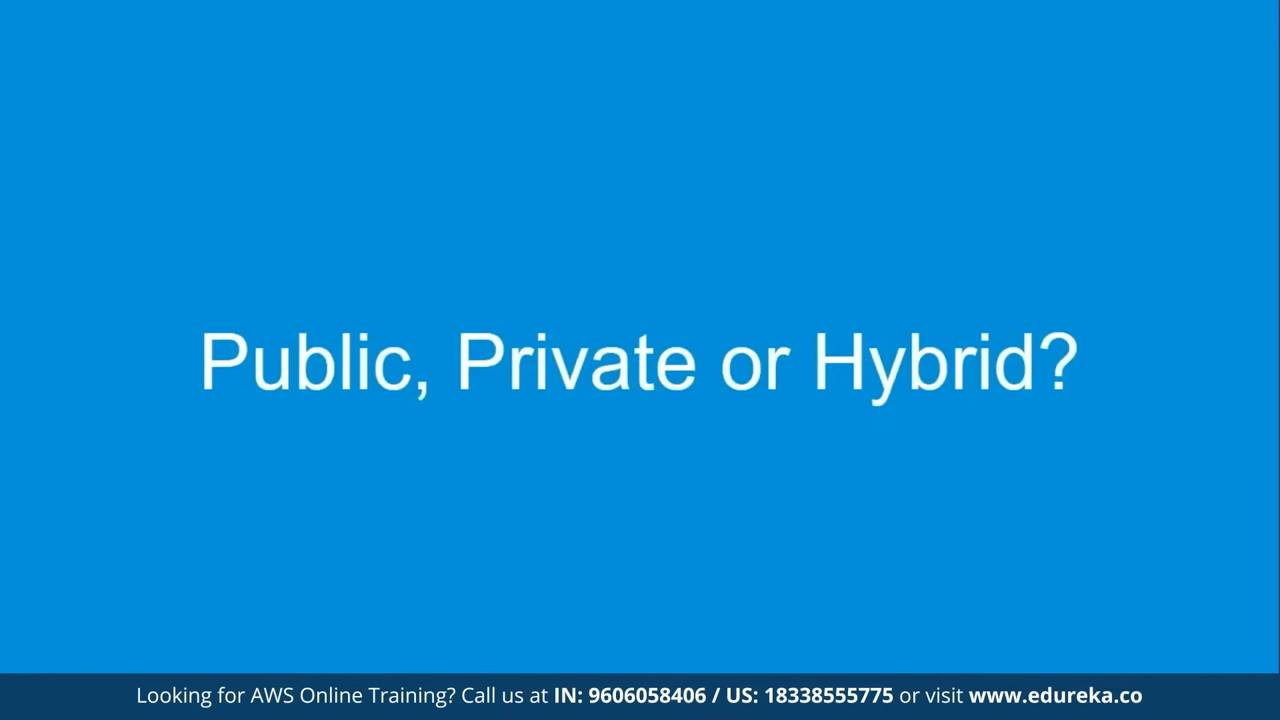 Public, Private or Hybrid?
Looking for AWS Online Training? Call us at IN: 9606058406 / US: 18338555775 or visit www.edureka.co